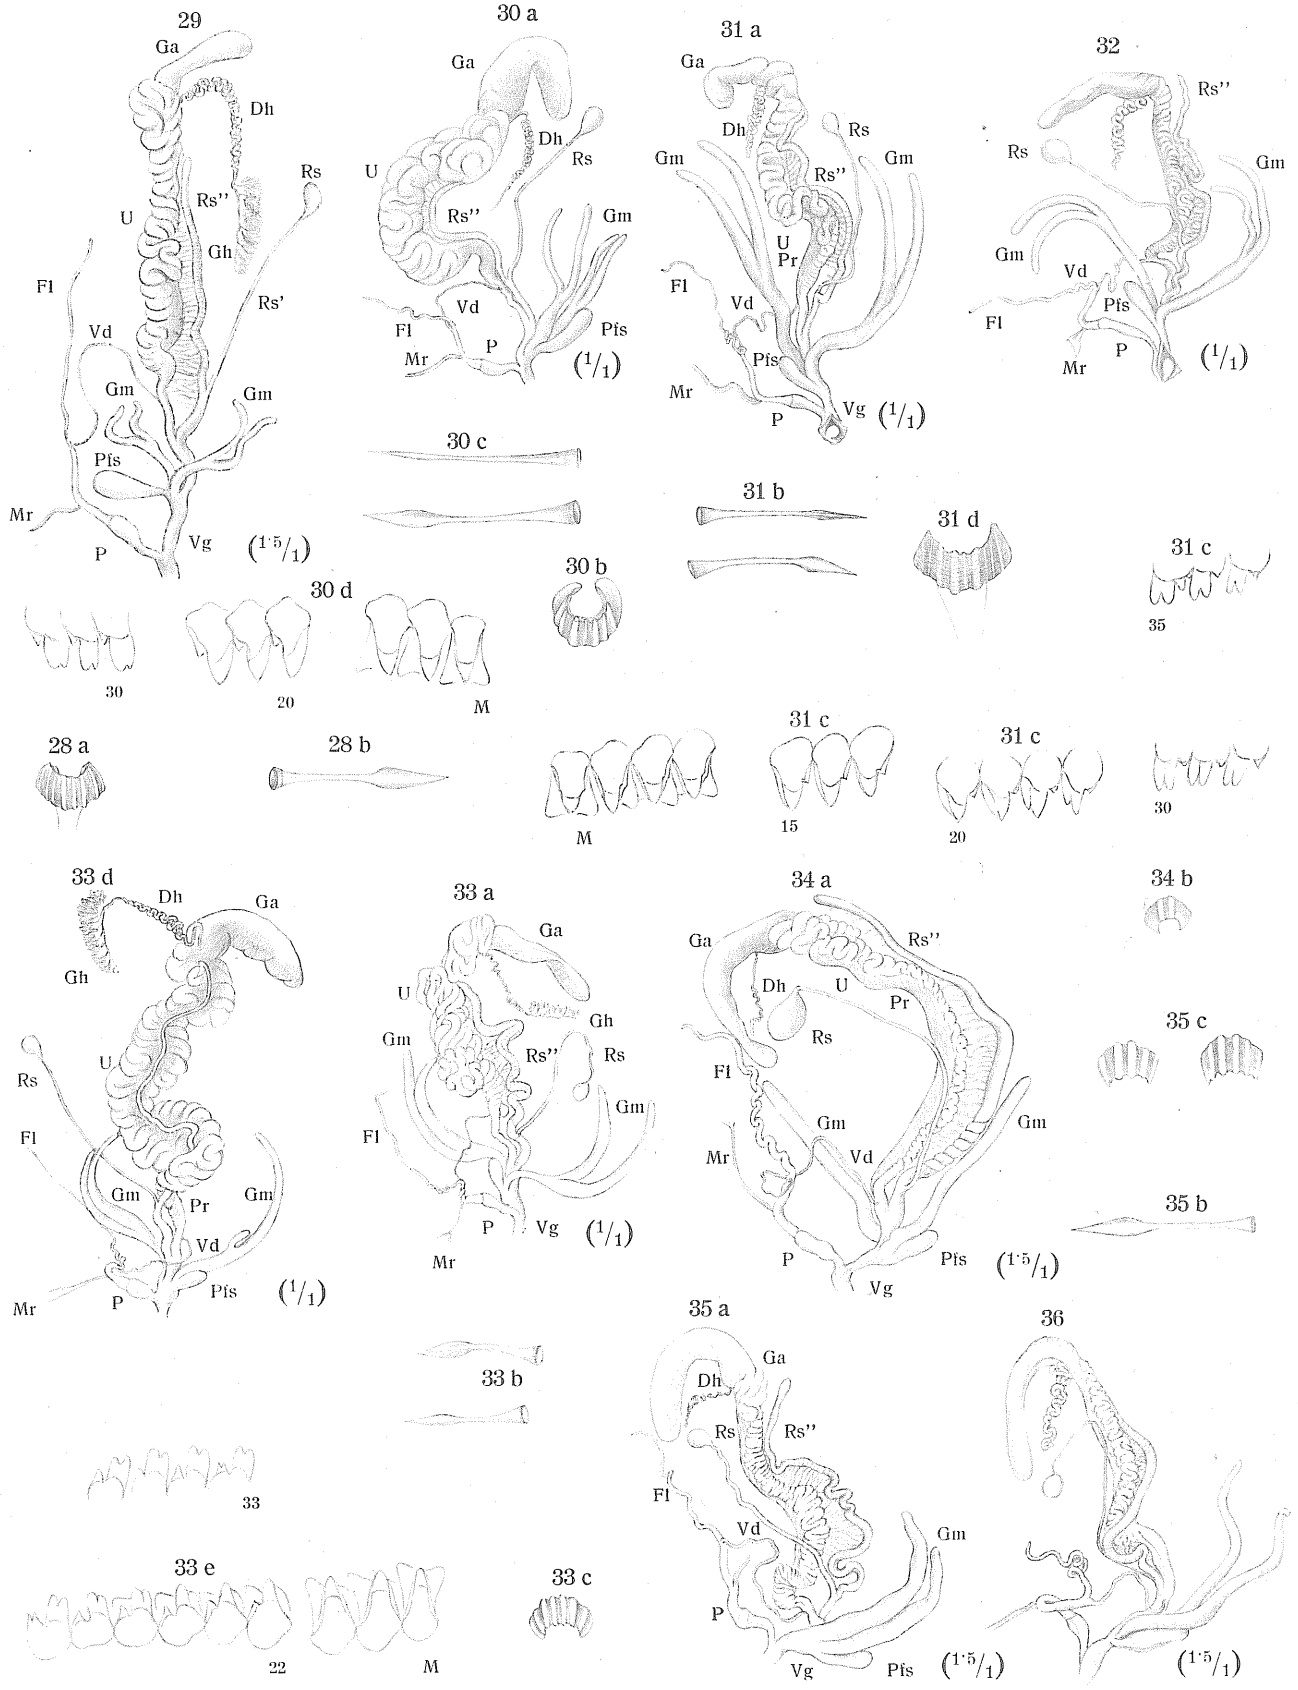 29
Ga
Dh
Rs
Rs''
U
Gh
Fl
Rs'
Vd
Gm
Gm
Pfs
Mr
P
Vg
(1·5/1)
30 a
Ga
Dh
Rs
U
Rs''
Gm
Vd
Fl
Pfs
Mr
P
(1/1)
31 a
Ga
Dh
Rs
Gm
Gm
Rs''
U
Pr
Fl
Vd
Pfs
Mr
P
Vg
(1/1)
32
Rs''
Rs
Gm
Gm
Vd
Pfs
Fl
P
Mr
(1/1)
30 c
31 b
31 d
31 c
35
30 b
30 d
30
20
M
28 a
28 b
31 c
31 c
M
15
20
30
33 d
Dh
Ga
Gh
U
Rs
Fl
Gm
Pr
Gm
Vd
Pfs
P
Mr
(1/1)
33 a
Ga
U
Gh
Gm
Rs''
Rs
Gm
Fl
P
Vg
Mr
(1/1)
34 a
Ga
Rs''
Dh
U
Pr
Rs
Fl
Gm
Gm
Mr
Vd
P
Pfs
Vg
(1·5/1)
34 b
35 c
35 b
33 b
33
33 e
22
M
33 c
35 a
Ga
Dh
Rs
Rs''
Fl
Vd
Gm
P
Vg
Pfs
(1·5/1)
36
(1·5/1)